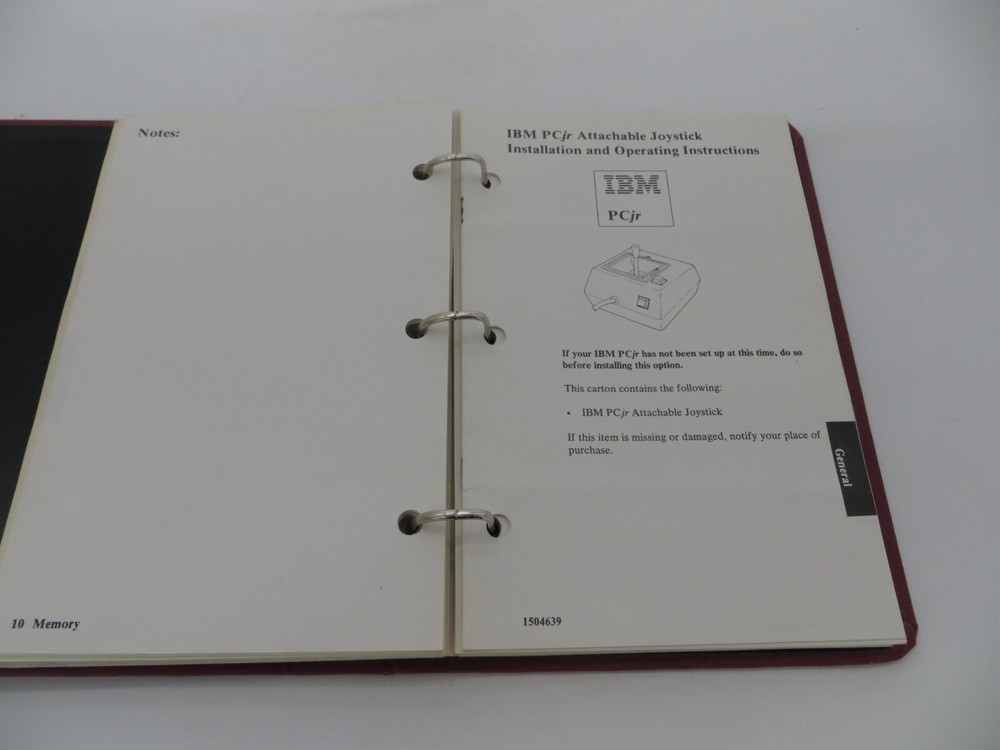 Notes:
10 Memory
IBM PCjr Attachable Joystick
Installation and Operating Instructions
IBM
PCjr
If your IBM PCjr has not been set up at this time, do so
before installing this option.
This carton contains the following:
• IBM PCjr Attachable Joystick
If this item is missing or damaged, notify your place of
purchase.
General
1504639